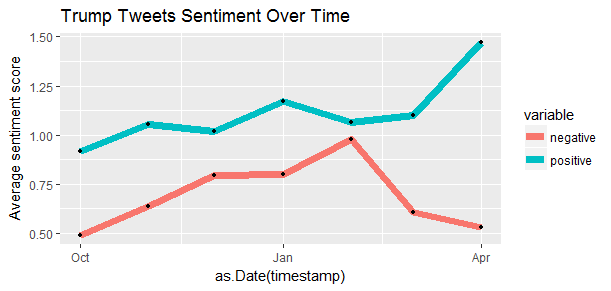 Trump Tweets Sentiment Over Time
Average sentiment score
1.50
1.25
1.00
0.75
0.50
Oct
Jan
Apr
as.Date(timestamp)
variable
negative
positive